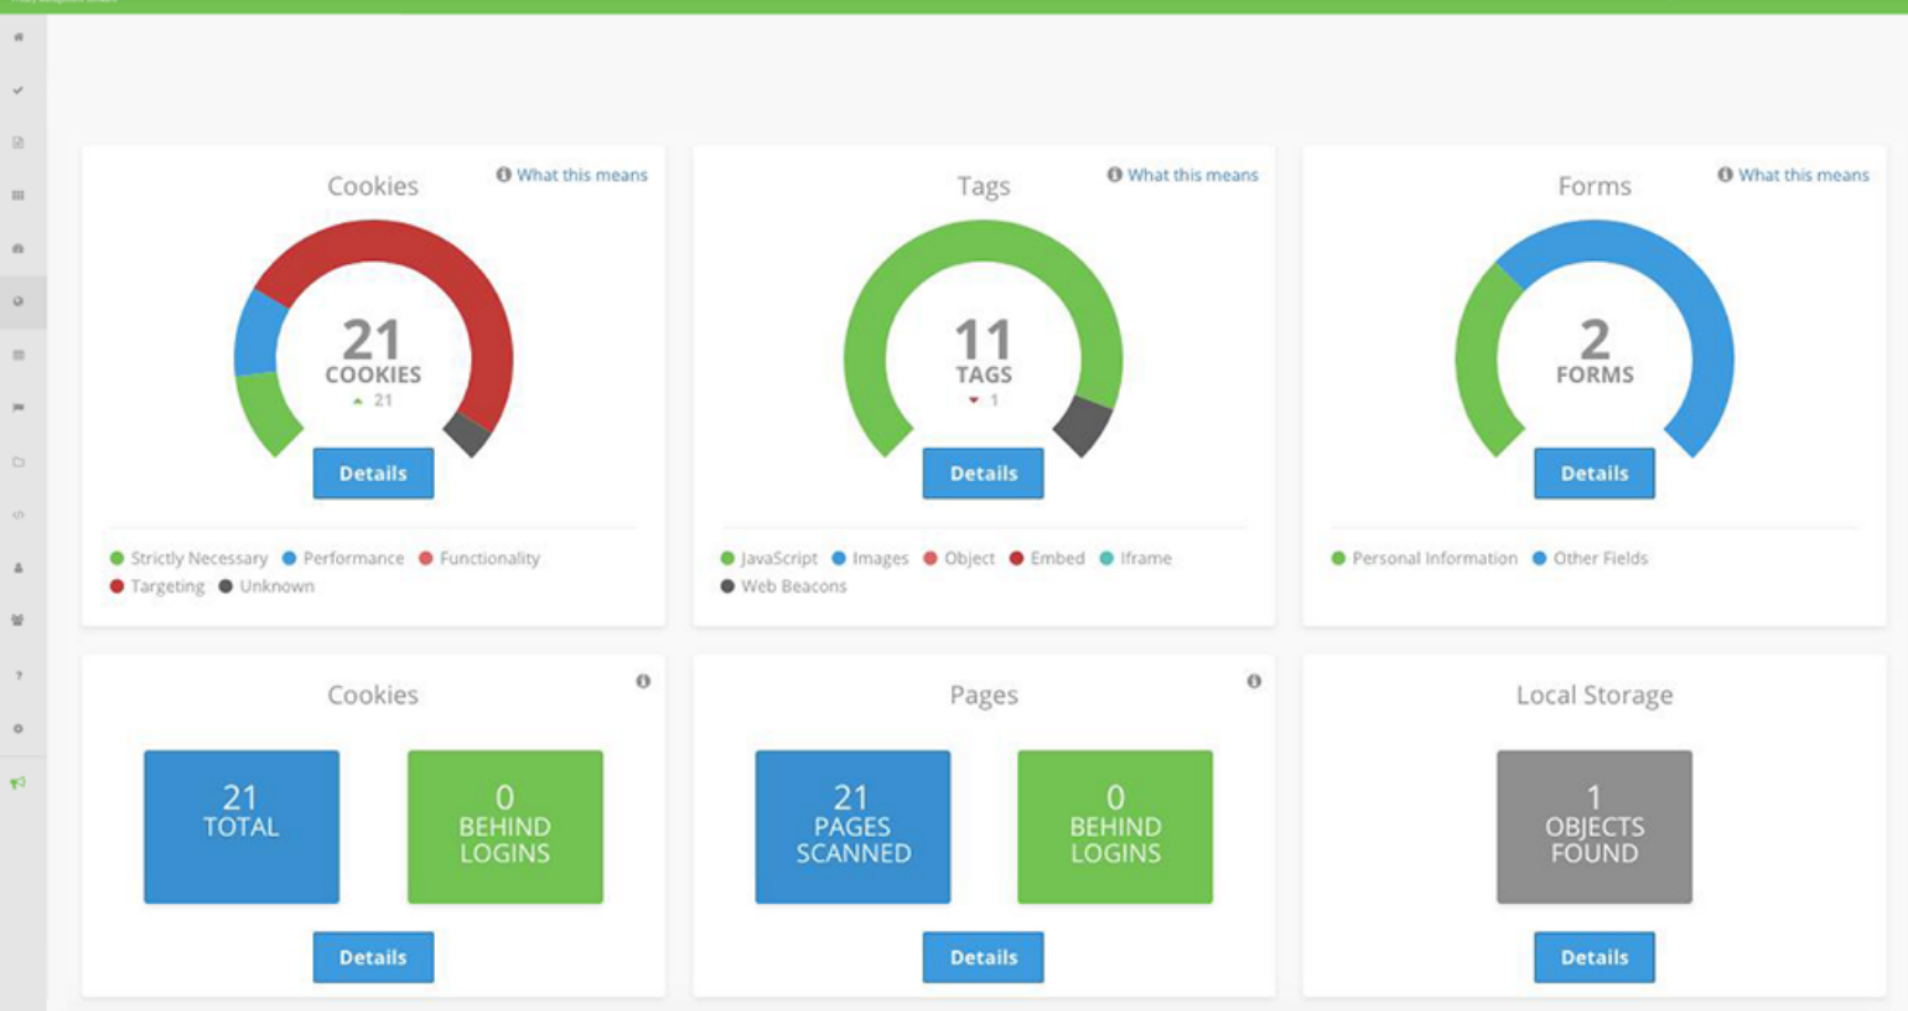 Cookies
What this means
21
COOKIES
21
Details
Strictly Necessary Performance Functionality
Targeting Unknown
Tags
What this means
11
TAGS
1
Details
JavaScript Images Object Embed Iframe
Web Beacons
Forms
What this means
2
FORMS
Details
Personal Information Other Fields
Cookies
21
TOTAL
0
BEHIND
LOGINS
Details
Pages
21
PAGES
SCANNED
0
BEHIND
LOGINS
Details
Local Storage
1
OBJECTS
FOUND
Details